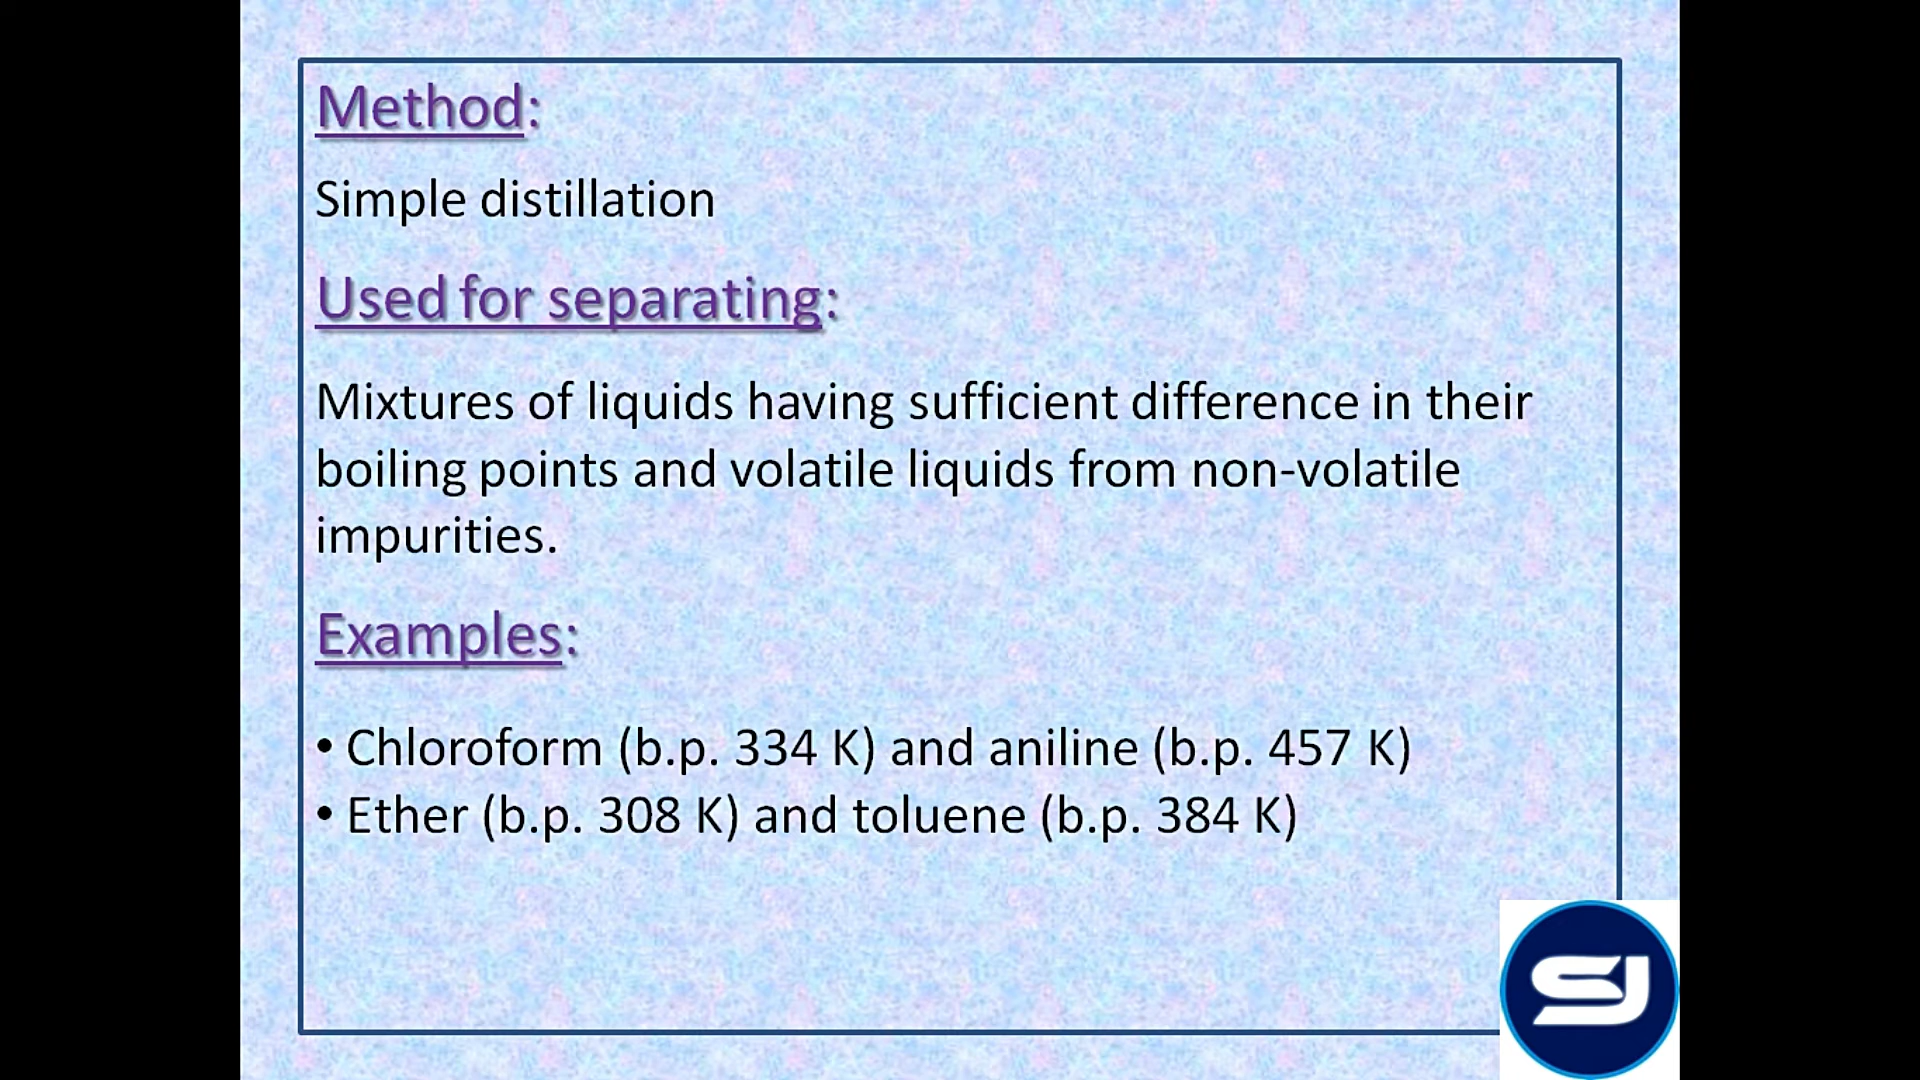 Method:
Simple distillation
Used for separating:
Mixtures of liquids having sufficient difference in their
boiling points and volatile liquids from non-volatile
impurities.
Examples:
• Chloroform (b.p. 334 K) and aniline (b.p. 457 K)
• Ether (b.p. 308 K) and toluene (b.p. 384 K)
SJ